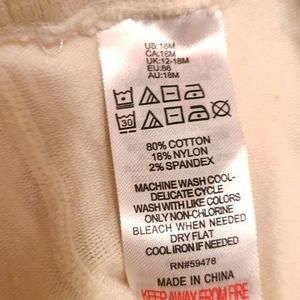 US:18M
CA:18M
UK:12-18M
EU:86
AU:18M
30
80% COTTON
18% NYLON
2% SPANDEX
MACHINE WASH COOL-
DELICATE CYCLE
WASH WITH LIKE COLORS
ONLY NON-CHLORINE
BLEACH WHEN NEEDED
DRY FLAT
COOL IRON IF NEEDED
RN#59478
MADE IN CHINA
KEEP AWAY FROM FIRE